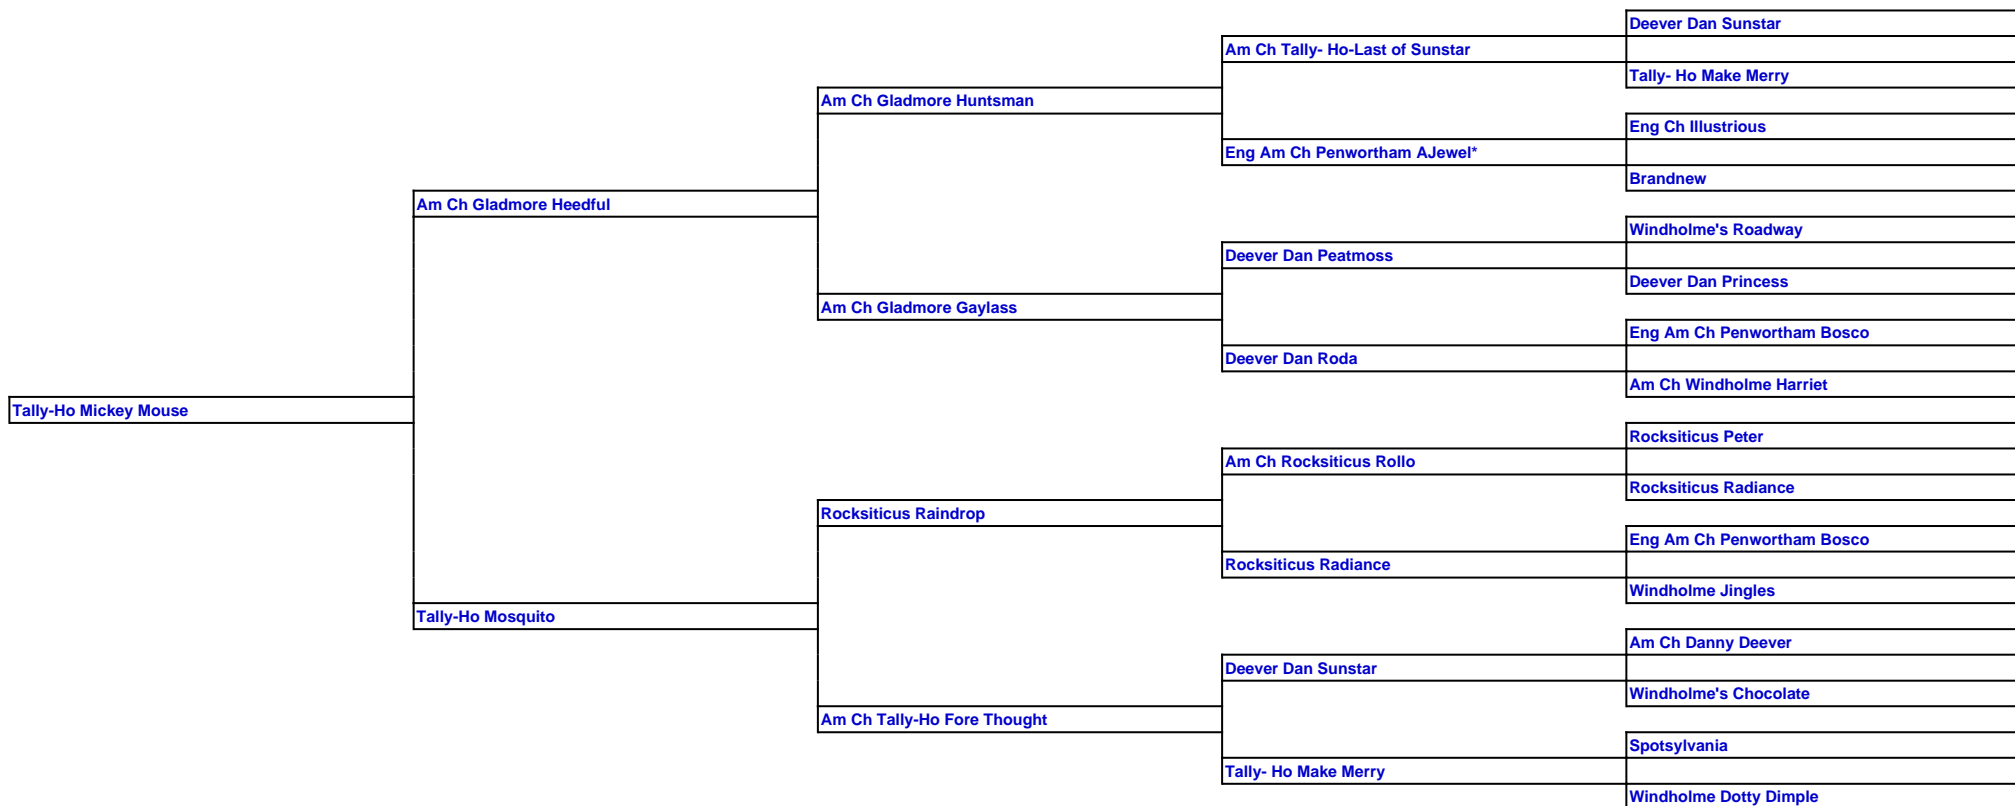 Deever Dan Sunstar
Am Ch Tally- Ho-Last of Sunstar
Tally- Ho Make Merry
Am Ch Gladmore Huntsman
Eng Ch Illustrious
Eng Am Ch Penwortham AJewel*
Brandnew
Am Ch Gladmore Heedful
Windholme's Roadway
Deever Dan Peatmoss
Deever Dan Princess
Am Ch Gladmore Gaylass
Eng Am Ch Penwortham Bosco
Deever Dan Roda
Am Ch Windholme Harriet
Tally-Ho Mickey Mouse
Rocksiticus Peter
Am Ch Rocksiticus Rollo
Rocksiticus Radiance
Rocksiticus Raindrop
Eng Am Ch Penwortham Bosco
Rocksiticus Radiance
Windholme Jingles
Tally-Ho Mosquito
Am Ch Danny Deever
Deever Dan Sunstar
Windholme's Chocolate
Am Ch Tally-Ho Fore Thought
Spotsylvania
Tally- Ho Make Merry
Windholme Dotty Dimple